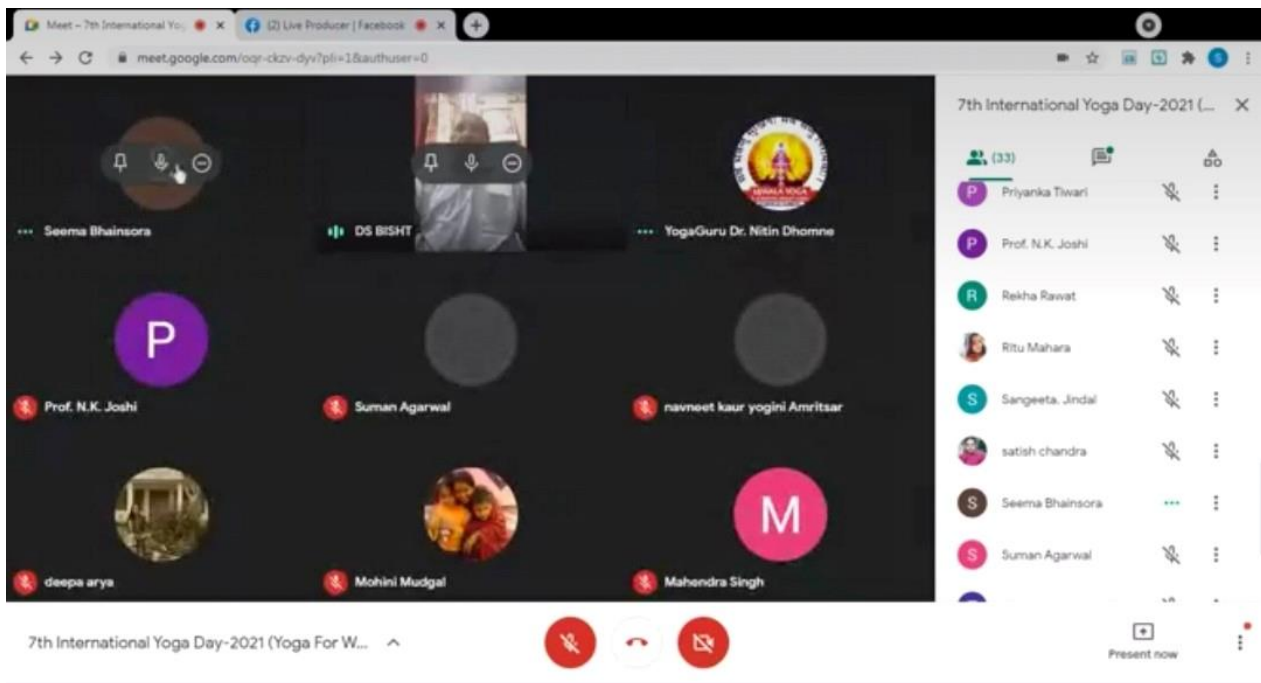 Meet – 7th International Yo
(2) Live Producer | Facebook
meet.google.com/oqr-ckzv-dyv?pli=1&authuser=0
S
Seema Bhainsora
DS BISHT
YogaGuru Dr. Nitin Dhomne
P
Prof. N.K. Joshi
Suman Agarwal
navneet kaur yogini Amritsar
deepa arya
Mohini Mudgal
M
Mahendra Singh
7th International Yoga Day-2021 (...
(33)
P Priyanka Tiwari
P Prof. N.K. Joshi
R Rekha Rawat
Ritu Mahara
S Sangeeta. Jindal
satish chandra
S Seema Bhainsora
S Suman Agarwal
7th International Yoga Day-2021 (Yoga For W...
Present now